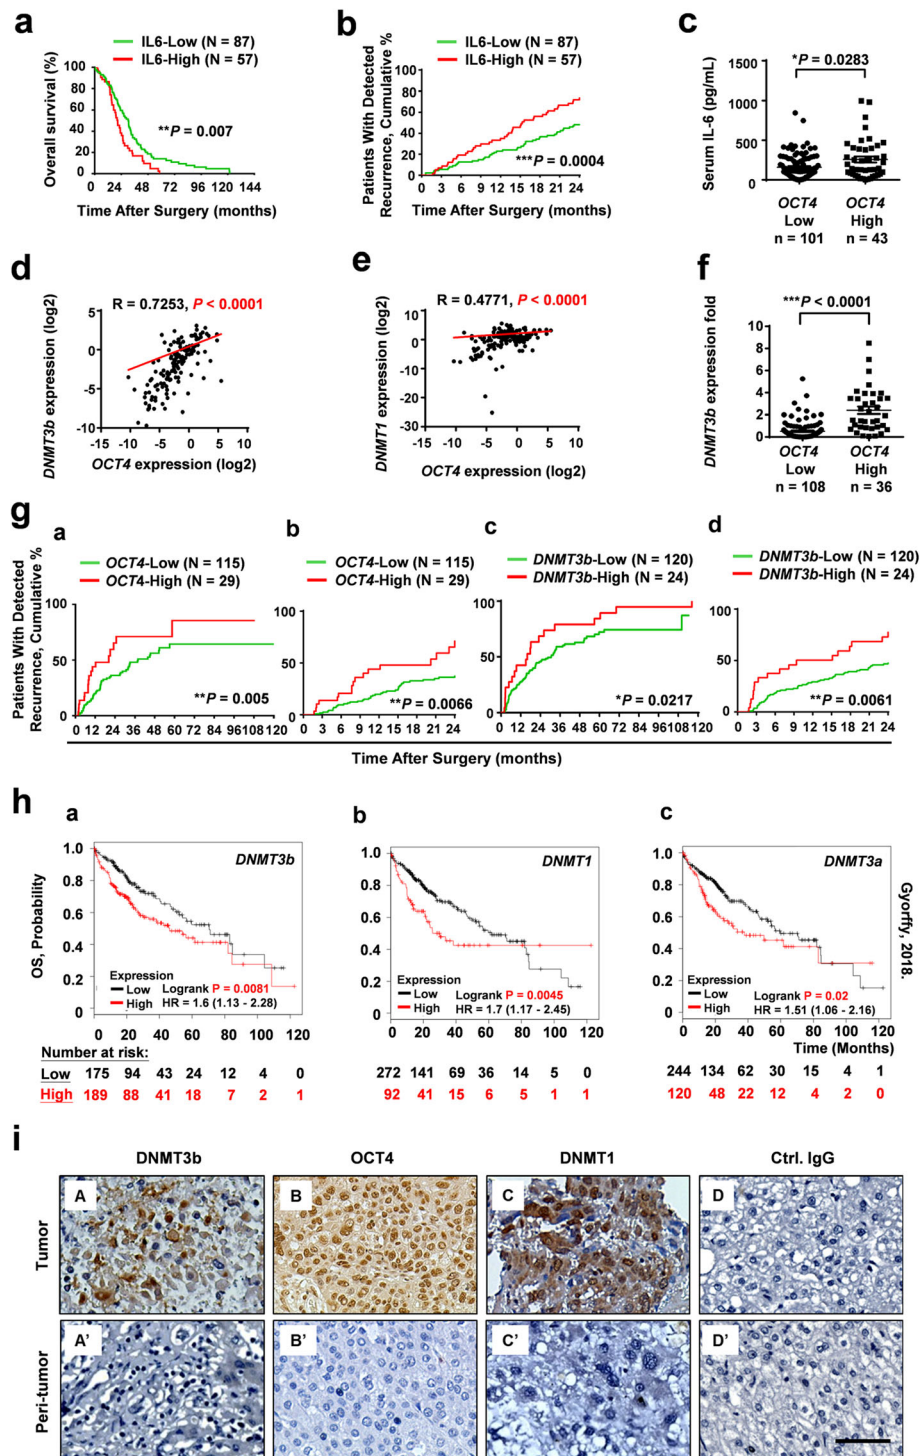 a
IL6-Low (N = 87)
IL6-High (N = 57)
Overall survival (%)
100
80
60
40
20
0
**P = 0.007
0 24 48 72 96 120 144
Time After Surgery (months)
b
IL6-Low (N = 87)
IL6-High (N = 57)
Patients With Detected
Recurrence, Cumulative %
100
80
60
40
20
0
***P = 0.0004
0 3 6 9 12 15 18 21 24
Time After Surgery (months)
c
*P = 0.0283
Serum IL-6 (pg/mL)
1500
1000
500
0
OCT4 OCT4
Low High
n = 101 n = 43
d
R = 0.7253, P < 0.0001
DNMT3b expression (log2)
5
0
-5
-10
-15 -10 -5 0 5 10
OCT4 expression (log2)
e
R = 0.4771, P < 0.0001
DNMT1 expression (log2)
10
0
-10
-20
-30
-15 -10 -5 0 5 10
OCT4 expression (log2)
f
***P < 0.0001
DNMT3b expression fold
10
8
6
4
2
0
OCT4 OCT4
Low High
n = 108 n = 36
g
a
OCT4-Low (N = 115)
OCT4-High (N = 29)
Patients With Detected
Recurrence, Cumulative %
100
50
0
**P = 0.005
0 12 24 36 48 60 72 84 96 108 120
b
OCT4-Low (N = 115)
OCT4-High (N = 29)
100
50
0
**P = 0.0066
0 3 6 9 12 15 18 21 24
c
DNMT3b-Low (N = 120)
DNMT3b-High (N = 24)
100
50
0
*P = 0.0217
0 12 24 36 48 60 72 84 96 108 120
d
DNMT3b-Low (N = 120)
DNMT3b-High (N = 24)
100
50
0
**P = 0.0061
0 3 6 9 12 15 18 21 24
Time After Surgery (months)
h
a
DNMT3b
OS, Probability
1.0
0.8
0.6
0.4
0.2
Expression
Low
High
Logrank P = 0.0081
HR = 1.6 (1.13 - 2.28)
0 20 40 60 80 100 120
Number at risk:
Low 175 94 43 24 12 4 0
High 189 88 41 18 7 2 1
b
DNMT1
1.0
0.8
0.6
0.4
0.2
0
Expression
Low
High
Logrank P = 0.0045
HR = 1.7 (1.17 - 2.45)
0 20 40 60 80 100 120
272 141 69 36 14 5 0
92 41 15 6 5 1 1
c
DNMT3a
1.0
0.8
0.6
0.4
0.2
0
Expression
Low
High
Logrank P = 0.02
HR = 1.51 (1.06 - 2.16)
0 20 40 60 80 100 120
Time (Months)
244 134 62 30 15 4 1
120 48 22 12 4 2 0
Gyorffy, 2018.
i
DNMT3b OCT4 DNMT1 Ctrl. IgG
Tumor
A B C D
Peri-tumor
A' B' C' D'